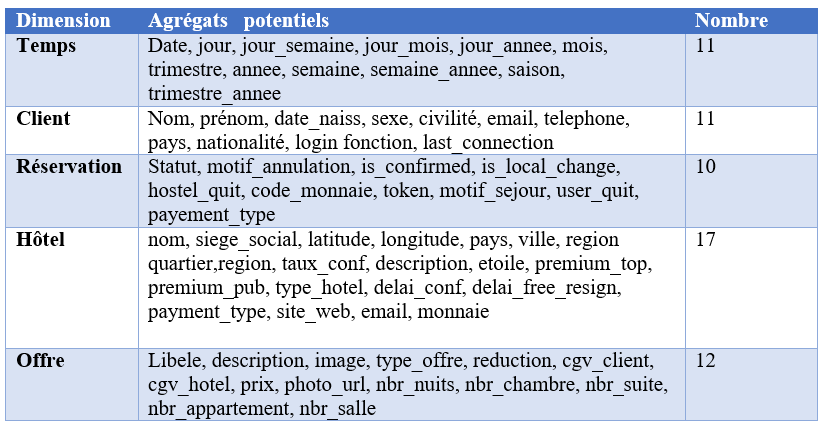 Dimension Agrégats potentiels Nombre
Temps Date, jour, jour_semaine, jour_mois, jour_annee, mois, 11
trimestre, annee, semaine, semaine_annee, saison,
trimestre_annee
Client Nom, prénom, date_naiss, sexe, civilité, email, telephone, 11
pays, nationalité, login fonction, last_connection
Réservation Statut, motif_annulation, is_confirmed, is_local_change, 10
hostel_quit, code_monnaie, token, motif_sejour, user_quit,
payement_type
Hôtel nom, siege_social, latitude, longitude, pays, ville, region 17
quartier,region, taux_conf, description, etoile, premium_top,
premium_pub, type_hotel, delai_conf, delai_free_resign,
payment_type, site_web, email, monnaie
Offre Libele, description, image, type_offre, reduction, cgv_client, 12
cgv_hotel, prix, photo_url, nbr_nuits, nbr_chambre, nbr_suite,
nbr_appartement, nbr_salle